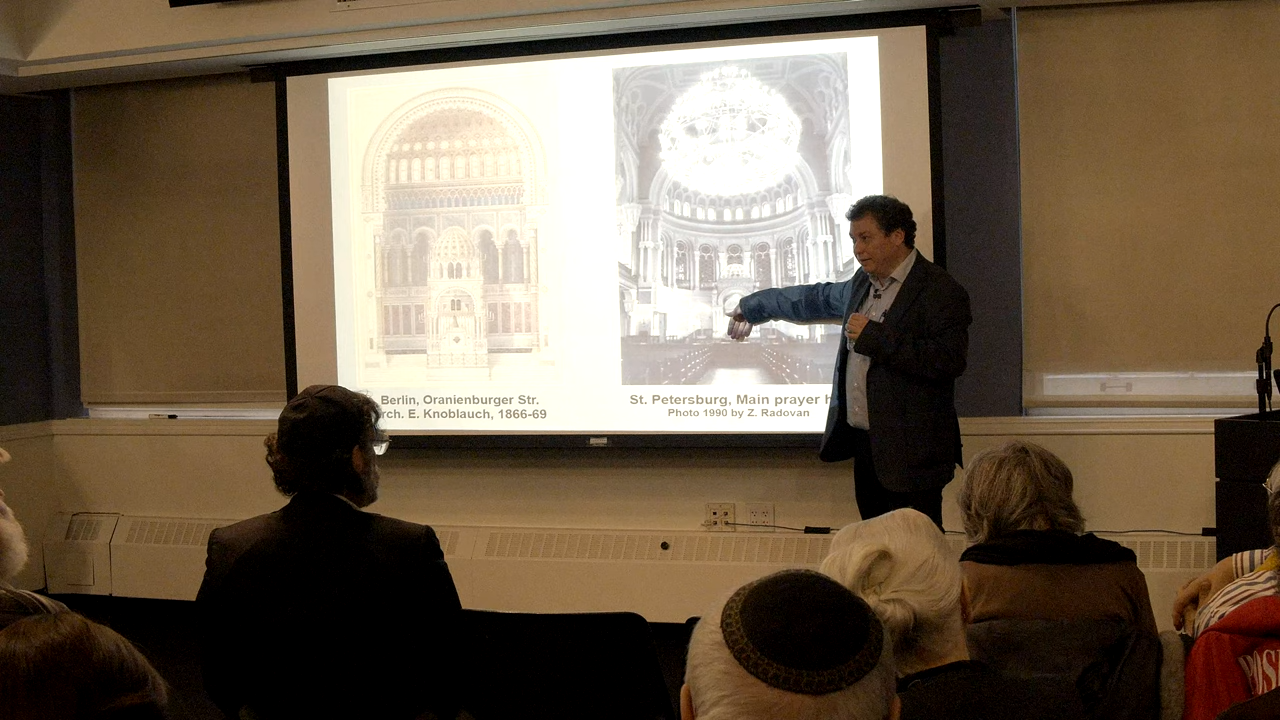 Berlin, Oranienburger Str.
rch. E. Knoblauch, 1866-69
St. Petersburg, Main prayer h
Photo 1990 by Z. Radovan